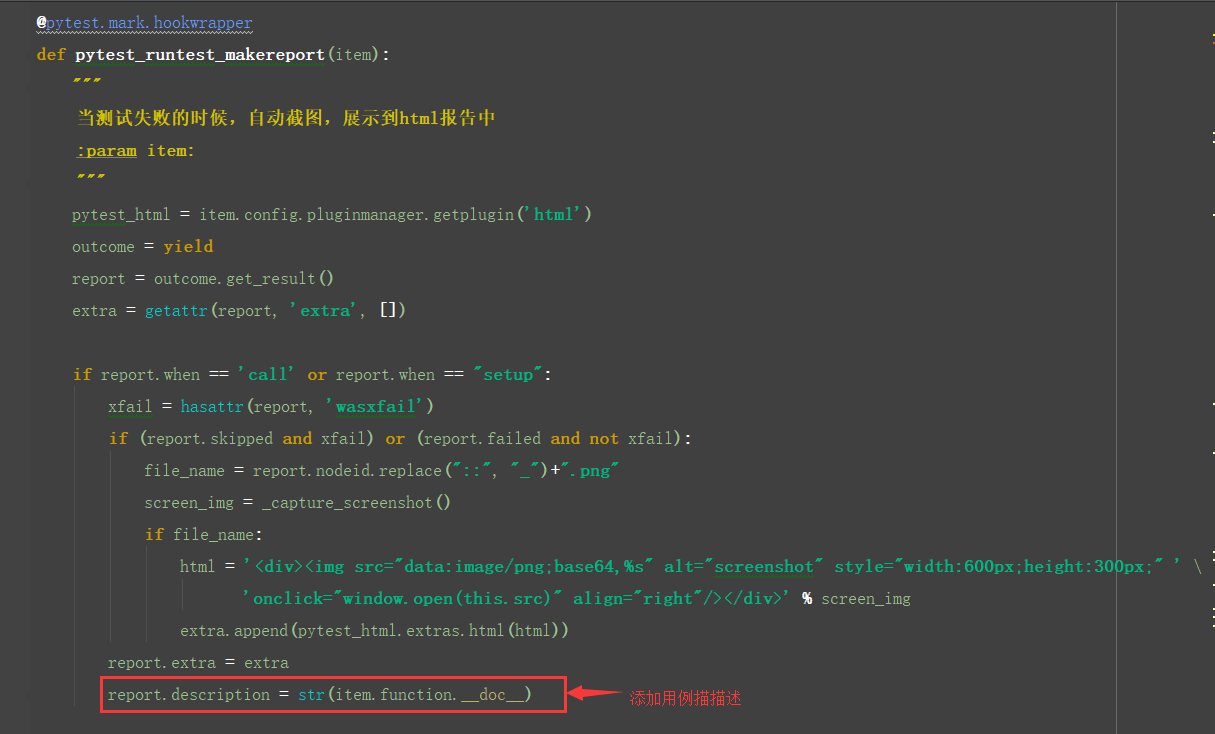 @pytest.mark.hookwrapper
def pytest_runtest_makereport(item):
"""
当测试失败的时候，自动截图，展示到html报告中
:param item:
"""
pytest_html = item.config.pluginmanager.getplugin('html')
outcome = yield
report = outcome.get_result()
extra = getattr(report, 'extra', [])
if report.when == 'call' or report.when == "setup":
xfail = hasattr(report, 'wasxfail')
if (report.skipped and xfail) or (report.failed and not xfail):
file_name = report.nodeid.replace("::", "_")+".png"
screen_img = _capture_screenshot()
if file_name:
html = '<div><img src="data:image/png;base64,%s" alt="screenshot" style="width:600px;height:300px;" ' \
'onclick="window.open(this.src)" align="right"/></div>' % screen_img
extra.append(pytest_html.extras.html(html))
report.extra = extra
report.description = str(item.function.__doc__) 添加用例描描述